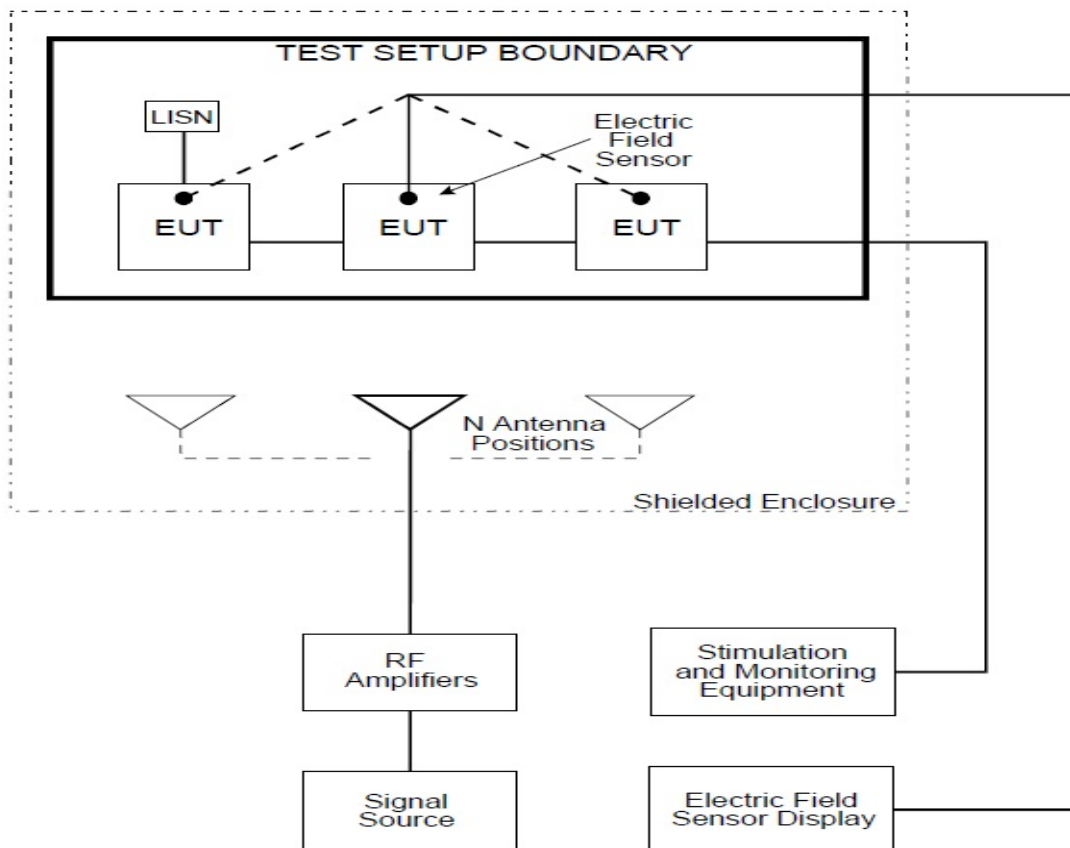 TEST SETUP BOUNDARY
LISN
Electric
Field
Sensor
EUT
EUT
EUT
N Antenna
Positions
Shielded Enclosure
RF
Amplifiers
Stimulation
and Monitoring
Equipment
Signal
Source
Electric Field
Sensor Display